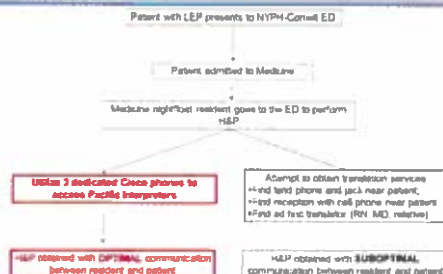 Patient with LEP presents to NYPH-Cornell ED
Patient admitted to Medicine
Medicine nightfloat resident goes to the ED to perform
H&P
Utilize 2 dedicated Cisco phones to
access Pacific Interpreters
Attempt to obtain translation services
•Find land phone and jack near patient;
•Find reception with cell phone near patient
•Find ad hoc translator (RN, MD, relative)
H&P obtained with OPTIMAL communication
between resident and patient
H&P obtained with SUBOPTIMAL
communication between resident and patient